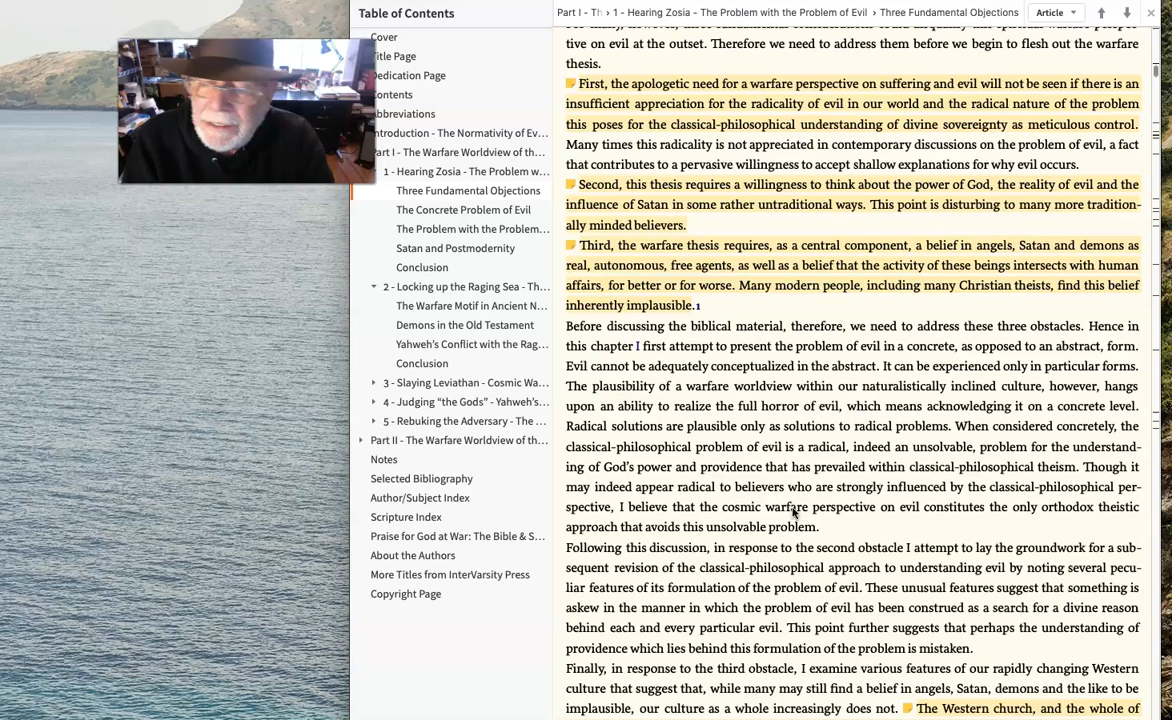 Table of Contents
Cover
Title Page
Dedication Page
Contents
Abbreviations
Introduction - The Normativity of Ev…
Part I - The Warfare Worldview of th…
1 - Hearing Zosia - The Problem w…
Three Fundamental Objections
The Concrete Problem of Evil
The Problem with the Problem…
Satan and Postmodernity
Conclusion
2 - Locking up the Raging Sea - Th…
The Warfare Motif in Ancient N…
Demons in the Old Testament
Yahweh’s Conflict with the Rag…
Conclusion
3 - Slaying Leviathan - Cosmic Wa…
4 - Judging “the Gods” - Yahweh’s…
5 - Rebuking the Adversary - The …
Part II - The Warfare Worldview of th…
Notes
Selected Bibliography
Author/Subject Index
Scripture Index
Praise for God at War: The Bible & S…
About the Authors
More Titles from InterVarsity Press
Copyright Page
Part I - Th › 1 - Hearing Zosia - The Problem with the Problem of Evil › Three Fundamental Objections
Article
tive on evil at the outset. Therefore we need to address them before we begin to flesh out the warfare
thesis.
First, the apologetic need for a warfare perspective on suffering and evil will not be seen if there is an
insufficient appreciation for the radicality of evil in our world and the radical nature of the problem
this poses for the classical-philosophical understanding of divine sovereignty as meticulous control.
Many times this radicality is not appreciated in contemporary discussions on the problem of evil, a fact
that contributes to a pervasive willingness to accept shallow explanations for why evil occurs.
Second, this thesis requires a willingness to think about the power of God, the reality of evil and the
influence of Satan in some rather untraditional ways. This point is disturbing to many more tradition-
ally minded believers.
Third, the warfare thesis requires, as a central component, a belief in angels, Satan and demons as
real, autonomous, free agents, as well as a belief that the activity of these beings intersects with human
affairs, for better or for worse. Many modern people, including many Christian theists, find this belief
inherently implausible.1
Before discussing the biblical material, therefore, we need to address these three obstacles. Hence in
this chapter I first attempt to present the problem of evil in a concrete, as opposed to an abstract, form.
Evil cannot be adequately conceptualized in the abstract. It can be experienced only in particular forms.
The plausibility of a warfare worldview within our naturalistically inclined culture, however, hangs
upon an ability to realize the full horror of evil, which means acknowledging it on a concrete level.
Radical solutions are plausible only as solutions to radical problems. When considered concretely, the
classical-philosophical problem of evil is a radical, indeed an unsolvable, problem for the understand-
ing of God’s power and providence that has prevailed within classical-philosophical theism. Though it
may indeed appear radical to believers who are strongly influenced by the classical-philosophical per-
spective, I believe that the cosmic warfare perspective on evil constitutes the only orthodox theistic
approach that avoids this unsolvable problem.
Following this discussion, in response to the second obstacle I attempt to lay the groundwork for a sub-
sequent revision of the classical-philosophical approach to understanding evil by noting several pecu-
liar features of its formulation of the problem of evil. These unusual features suggest that something is
askew in the manner in which the problem of evil has been construed as a search for a divine reason
behind each and every particular evil. This point further suggests that perhaps the understanding of
providence which lies behind this formulation of the problem is mistaken.
Finally, in response to the third obstacle, I examine various features of our rapidly changing Western
culture that suggest that, while many may still find a belief in angels, Satan, demons and the like to be
implausible, our culture as a whole increasingly does not. The Western church, and the whole of